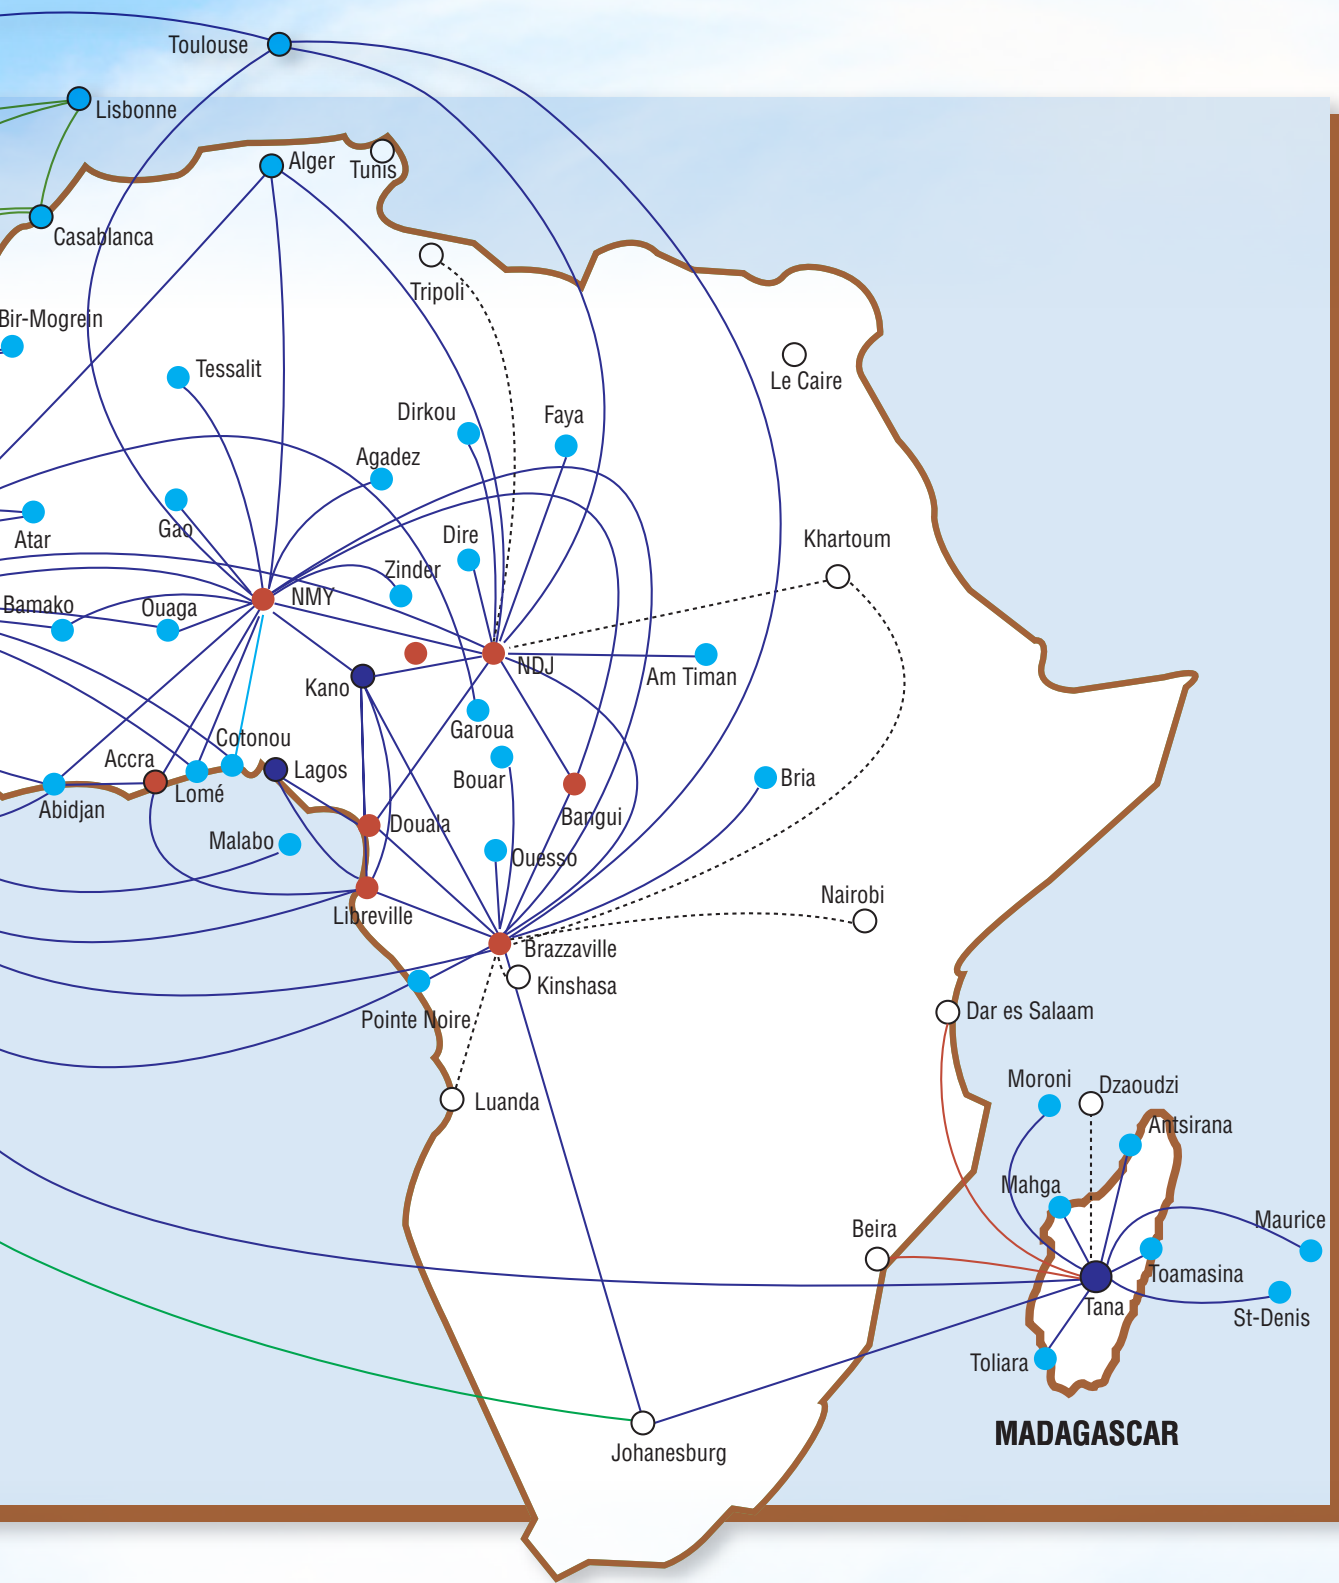 Toulouse
Lisbonne
Alger
Tunis
Casablanca
Tripoli
Bir-Mogrein
Le Caire
Tessalit
Dirkou
Faya
Agadez
Atar
Gao
Dire
Khartoum
Zinder
NMY
Bamako
Ouaga
NDJ
Am Timan
Kano
Garoua
Cotonou
Accra
Lagos
Bouar
Bria
Lomé
Abidjan
Bangui
Douala
Malabo
Ouesso
Nairobi
Libreville
Brazzaville
Kinshasa
Dar es Salaam
Pointe Noire
Moroni
Dzaoudzi
Luanda
Antsirana
Mahga
Maurice
Beira
Toamasina
Tana
St-Denis
Toliara
MADAGASCAR
Johanesburg